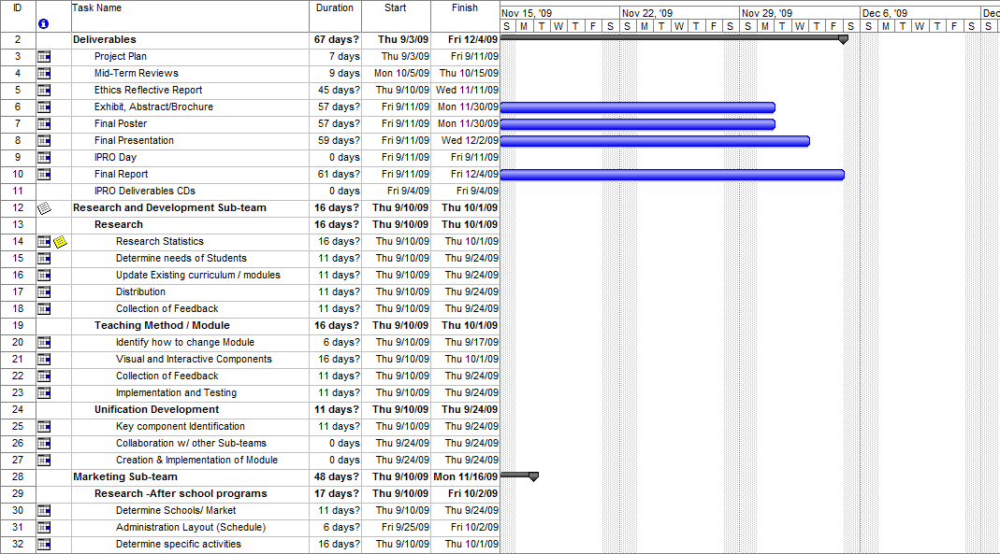 ID Task Name Duration Start Finish Nov 15, '09 Nov 22, '09 Nov 29, '09 Dec 6, '09 Dec
S M T W T F S S M T W T F S S M T W T F S S M T W T F S S
2 Deliverables 67 days? Thu 9/3/09 Fri 12/4/09
3 Project Plan 7 days Thu 9/3/09 Fri 9/11/09
4 Mid-Term Reviews 9 days Mon 10/5/09 Thu 10/15/09
5 Ethics Reflective Report 45 days? Thu 9/10/09 Wed 11/11/09
6 Exhibit, Abstract/Brochure 57 days? Fri 9/11/09 Mon 11/30/09
7 Final Poster 57 days? Fri 9/11/09 Mon 11/30/09
8 Final Presentation 59 days? Fri 9/11/09 Wed 12/2/09
9 IPRO Day 0 days Fri 9/11/09 Fri 9/11/09
10 Final Report 61 days? Fri 9/11/09 Fri 12/4/09
11 IPRO Deliverables CDs 0 days Fri 9/4/09 Fri 9/4/09
12 Research and Development Sub-team 16 days? Thu 9/10/09 Thu 10/1/09
13 Research 16 days? Thu 9/10/09 Thu 10/1/09
14 Research Statistics 16 days? Thu 9/10/09 Thu 10/1/09
15 Determine needs of Students 11 days? Thu 9/10/09 Thu 9/24/09
16 Update Existing curriculum / modules 11 days? Thu 9/10/09 Thu 9/24/09
17 Distribution 11 days? Thu 9/10/09 Thu 9/24/09
18 Collection of Feedback 11 days? Thu 9/10/09 Thu 9/24/09
19 Teaching Method / Module 16 days? Thu 9/10/09 Thu 10/1/09
20 Identify how to change Module 6 days? Thu 9/10/09 Thu 9/17/09
21 Visual and Interactive Components 16 days? Thu 9/10/09 Thu 10/1/09
22 Collection of Feedback 11 days? Thu 9/10/09 Thu 9/24/09
23 Implementation and Testing 11 days? Thu 9/10/09 Thu 9/24/09
24 Unification Development 11 days? Thu 9/10/09 Thu 9/24/09
25 Key component Identification 11 days? Thu 9/10/09 Thu 9/24/09
26 Collaboration w/ other Sub-teams 0 days Thu 9/24/09 Thu 9/24/09
27 Creation & Implementation of Module 0 days Thu 9/24/09 Thu 9/24/09
28 Marketing Sub-team 48 days? Thu 9/10/09 Mon 11/16/09
29 Research -After school programs 17 days? Thu 9/10/09 Fri 10/2/09
30 Determine Schools/ Market 11 days? Thu 9/10/09 Thu 9/24/09
31 Administration Layout (Schedule) 6 days? Fri 9/25/09 Fri 10/2/09
32 Determine specific activities 16 days? Thu 9/10/09 Thu 10/1/09